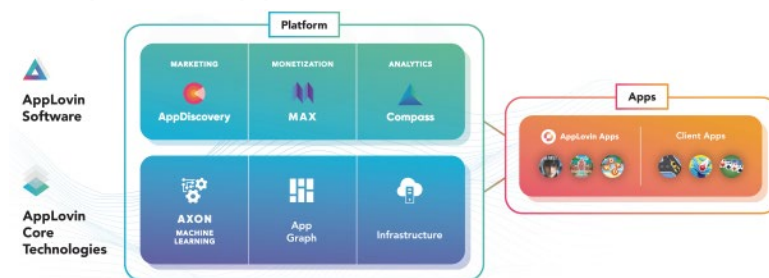 Platform
AppLovin
Software
MARKETING
AppDiscovery
MONETIZATION
MAX
ANALYTICS
Compass
AppLovin
Core
Technologies
AXON
MACHINE
LEARNING
App
Graph
Infrastructure
Apps
AppLovin Apps
Client Apps